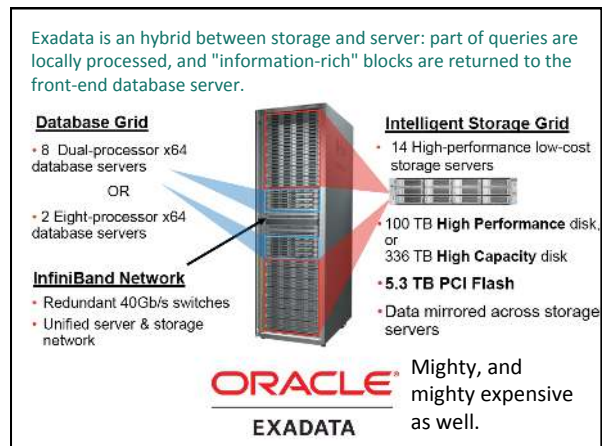 Exadata is an hybrid between storage and server: part of queries are
locally processed, and "information-rich" blocks are returned to the
front-end database server.
Database Grid
• 8 Dual-processor x64
database servers
OR
• 2 Eight-processor x64
database servers
InfiniBand Network
• Redundant 40Gb/s switches
• Unified server & storage
network
Intelligent Storage Grid
• 14 High-performance low-cost
storage servers
• 100 TB High Performance disk,
or
336 TB High Capacity disk
• 5.3 TB PCI Flash
• Data mirrored across storage
servers
ORACLE®
EXADATA
Mighty, and
mighty expensive
as well.